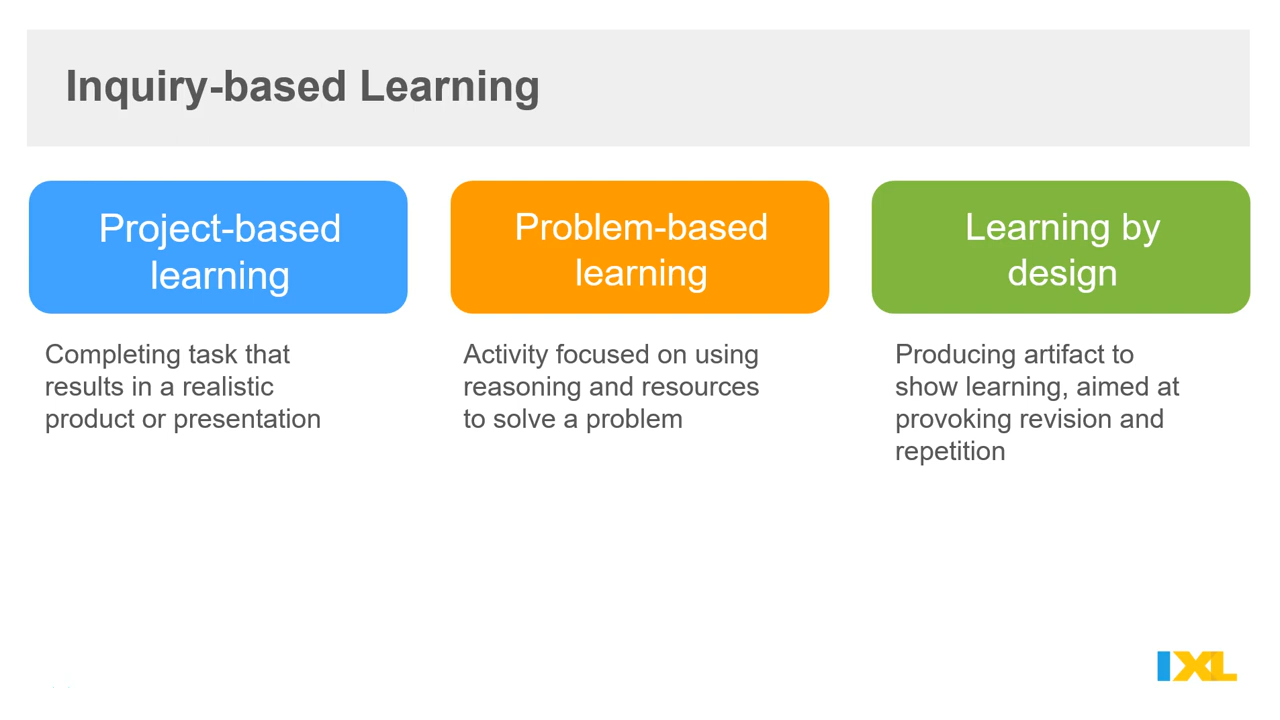 Inquiry-based Learning
Project-based
learning
Completing task that
results in a realistic
product or presentation
Problem-based
learning
Activity focused on using
reasoning and resources
to solve a problem
Learning by
design
Producing artifact to
show learning, aimed at
provoking revision and
repetition
IXL